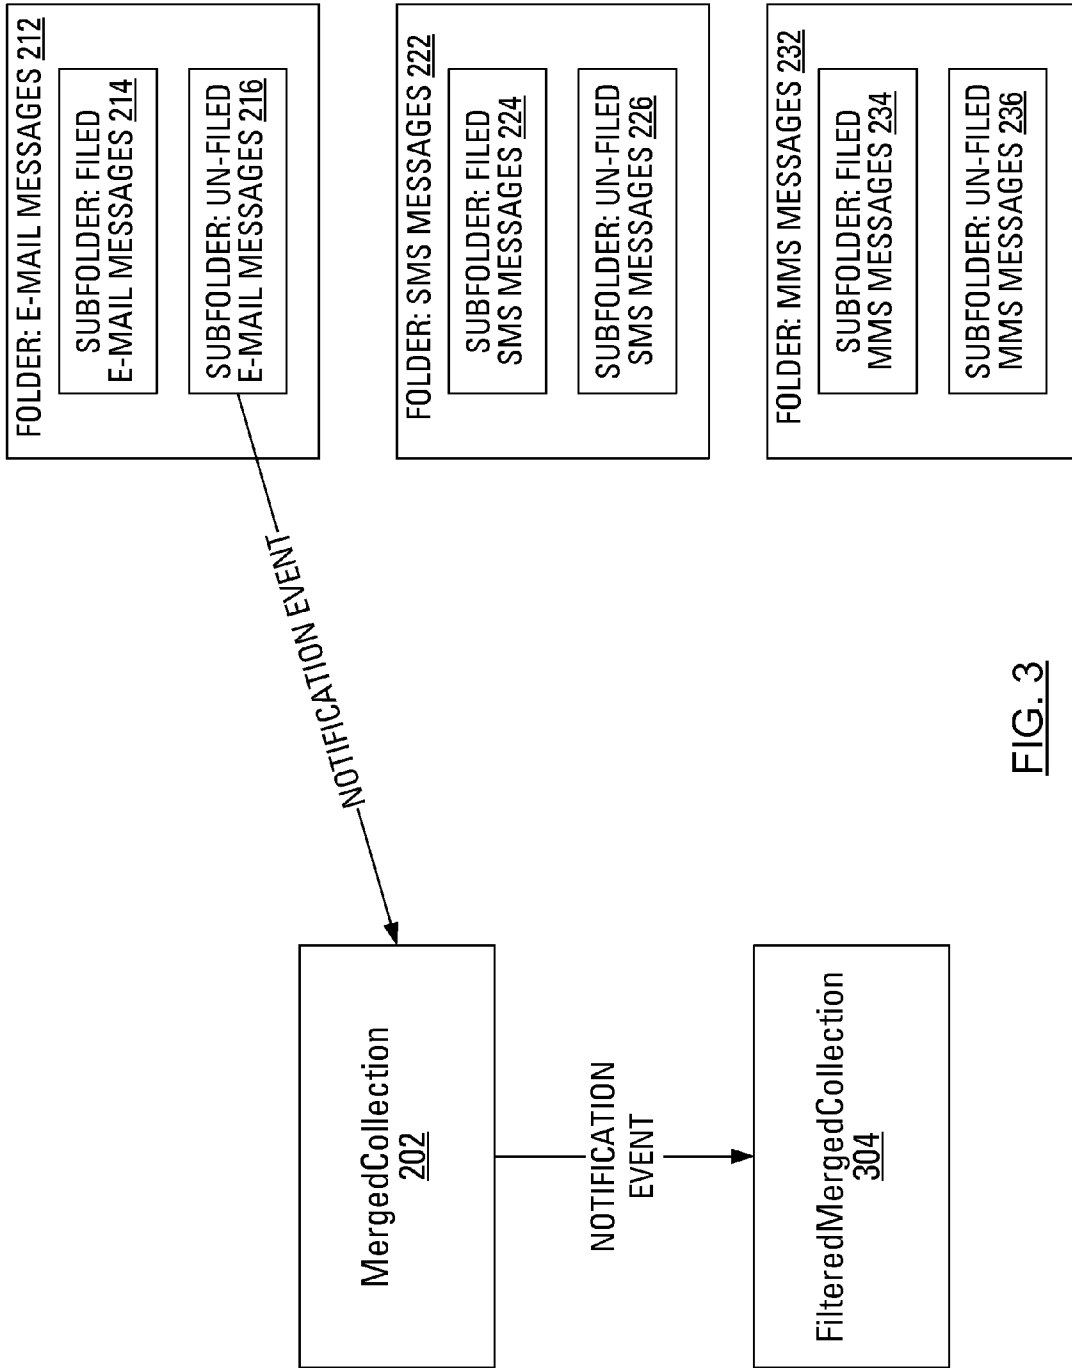 FOLDER: E-MAIL MESSAGES 212
SUBFOLDER: FILED
E-MAIL MESSAGES 214
SUBFOLDER: UN-FILED
E-MAIL MESSAGES 216
FOLDER: SMS MESSAGES 222
SUBFOLDER: FILED
SMS MESSAGES 224
SUBFOLDER: UN-FILED
SMS MESSAGES 226
FOLDER: MMS MESSAGES 232
SUBFOLDER: FILED
MMS MESSAGES 234
SUBFOLDER: UN-FILED
MMS MESSAGES 236
NOTIFICATION EVENT
MergedCollection
202
NOTIFICATION
EVENT
FilteredMergedCollection
304
FIG. 3